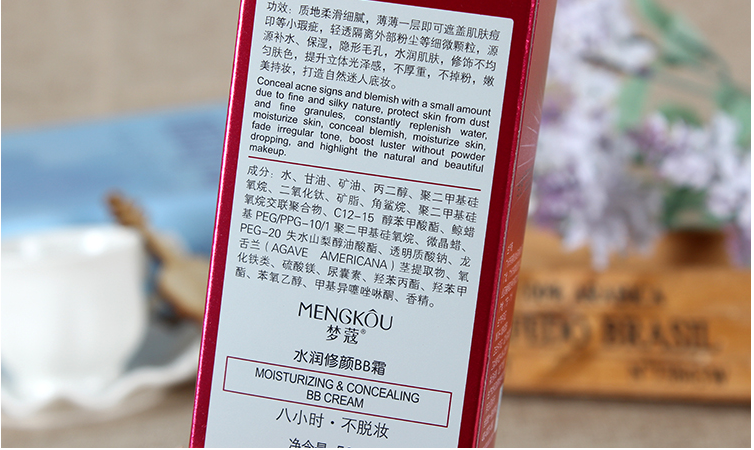 功效：质地柔滑细腻，薄薄一层即可遮盖肌肤痘
印等小瑕疵，轻透隔离外部粉尘等细微颗粒，源
源补水、保湿，隐形毛孔，水润肌肤，修饰不均
匀肤色，提升立体光泽感，不厚重，不掉粉，嫩
美持妆，打造自然迷人底妆。
Conceal acne signs and blemish with a small amount
due to fine and silky nature, protect skin from dust
and fine granules, constantly replenish water,
moisturize skin, conceal blemish, moisturize skin,
fade irregular tone, boost luster without powder
dropping, and highlight the natural and beautiful
makeup.
成分：水、甘油、矿油、丙二醇、聚二甲基硅
氧烷、二氧化钛、矿脂、角鲨烷、聚二甲基硅
氧烷交联聚合物、C12-15 醇苯甲酸酯、鲸蜡
基 PEG/PPG-10/1 聚二甲基硅氧烷、微晶蜡、
PEG-20 失水山梨醇油酸酯、透明质酸钠、龙
舌兰（AGAVE AMERICANA）茎提取物、氧
化铁类、硫酸镁、尿囊素、羟苯丙酯、羟苯甲
酯、苯氧乙醇、甲基异噻唑啉酮、香精。
MENGKOU
梦蔻®
水润修颜BB霜
MOISTURIZING & CONCEALING
BB CREAM
八小时·不脱妆
净含量
BRASIL